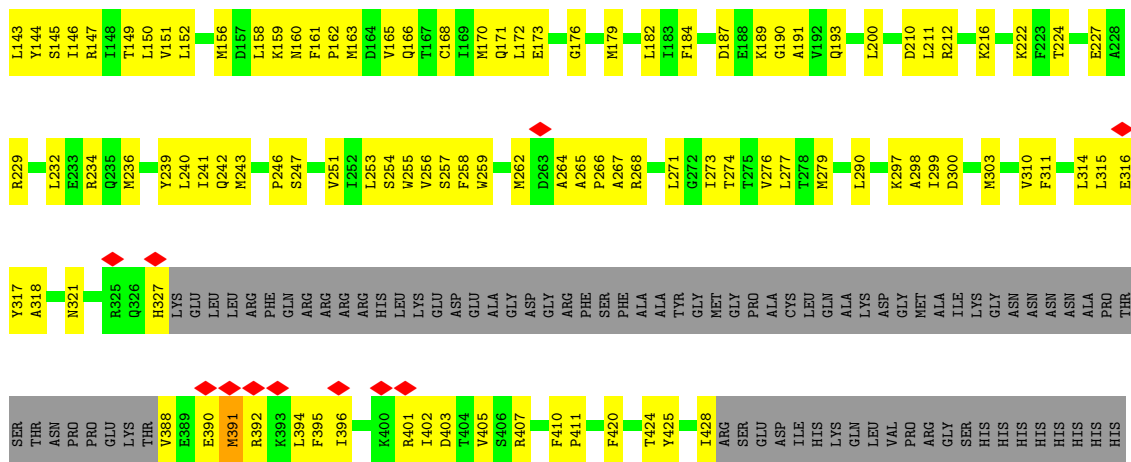 L143 Y144 S145 I146 R147 I148 T149 L150 V151 L152 M156 D157 L158 K159 N160 F161 P162 M163 D164 V165 Q166 T167 C168 I169 M170 Q171 L172 E173 G176 M179 L182 I183 F184 D187 E188 K189 G190 A191 V192 Q193 L200 D210 L211 R212 K216 K222 F223 T224 E227 A228
R229 L232 E233 R234 Q235 M236 Y239 L240 I241 Q242 M243 P246 S247 V251 I252 L253 S254 W255 V256 S257 F258 W259 M262 D263 A264 A265 P266 A267 R268 L271 G272 I273 T274 T275 V276 L277 T278 M279 L290 K297 A298 I299 D300 M303 V310 F311 L314 L315 E316
Y317 A318 N321 R325 Q326 H327 LYS GLU LEU LEU ARG PHE GLN ARG ARG ARG ARG HIS LEU LYS GLU ASP GLU ALA GLY ASP GLY ARG PHE SER PHE ALA ALA TYR GLY MET GLY PRO ALA CYS LEU GLN ALA LYS ASP GLY MET ALA ILE LYS GLY ASN ASN ASN ASN ALA PRO THR
SER THR ASN PRO PRO GLU LYS THR V388 E389 E390 M391 R392 K393 L394 F395 I396 K400 R401 I402 D403 T404 V405 S406 R407 F410 P411 F420 T424 Y425 I428 ARG SER GLU ASP ILE HIS LYS GLN LEU VAL PRO ARG GLY SER HIS HIS HIS HIS HIS HIS HIS HIS